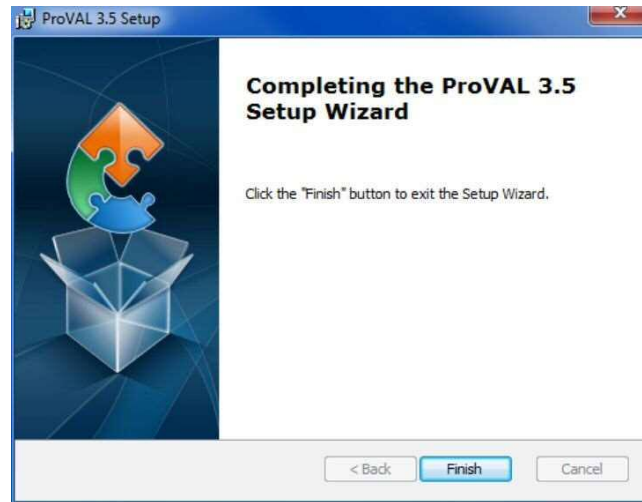 ProVAL 3.5 Setup
Completing the ProVAL 3.5
Setup Wizard
Click the "Finish" button to exit the Setup Wizard.
< Back Finish Cancel